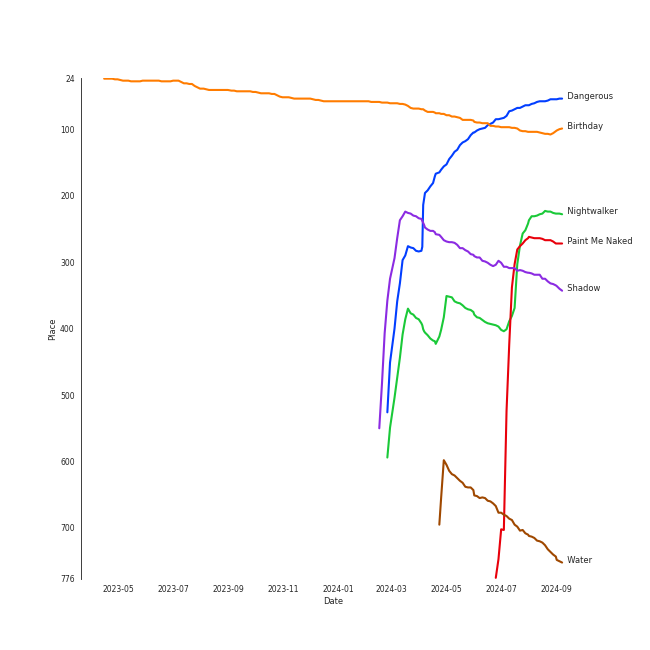 24
100
200
300
400
500
600
700
776
Place
2023-05
2023-07
2023-09
2023-11
2024-01
2024-03
2024-05
2024-07
2024-09
Date
Dangerous
Birthday
Nightwalker
Paint Me Naked
Shadow
Water